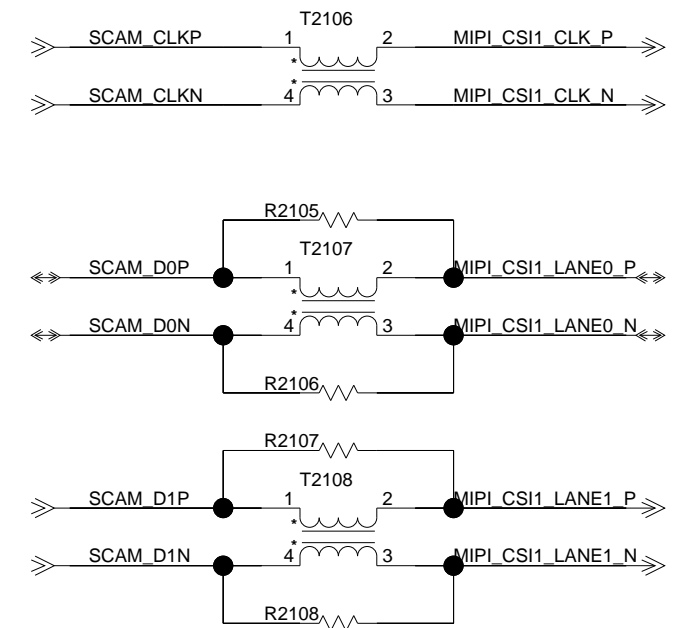 T2106
SCAM_CLKP 1 2 MIPI_CSI1_CLK_P
*
*
SCAM_CLKN 4 3 MIPI_CSI1_CLK_N
R2105
T2107
SCAM_D0P 1 2 MIPI_CSI1_LANE0_P
*
*
SCAM_D0N 4 3 MIPI_CSI1_LANE0_N
R2106
R2107
T2108
SCAM_D1P 1 2 MIPI_CSI1_LANE1_P
*
*
SCAM_D1N 4 3 MIPI_CSI1_LANE1_N
R2108